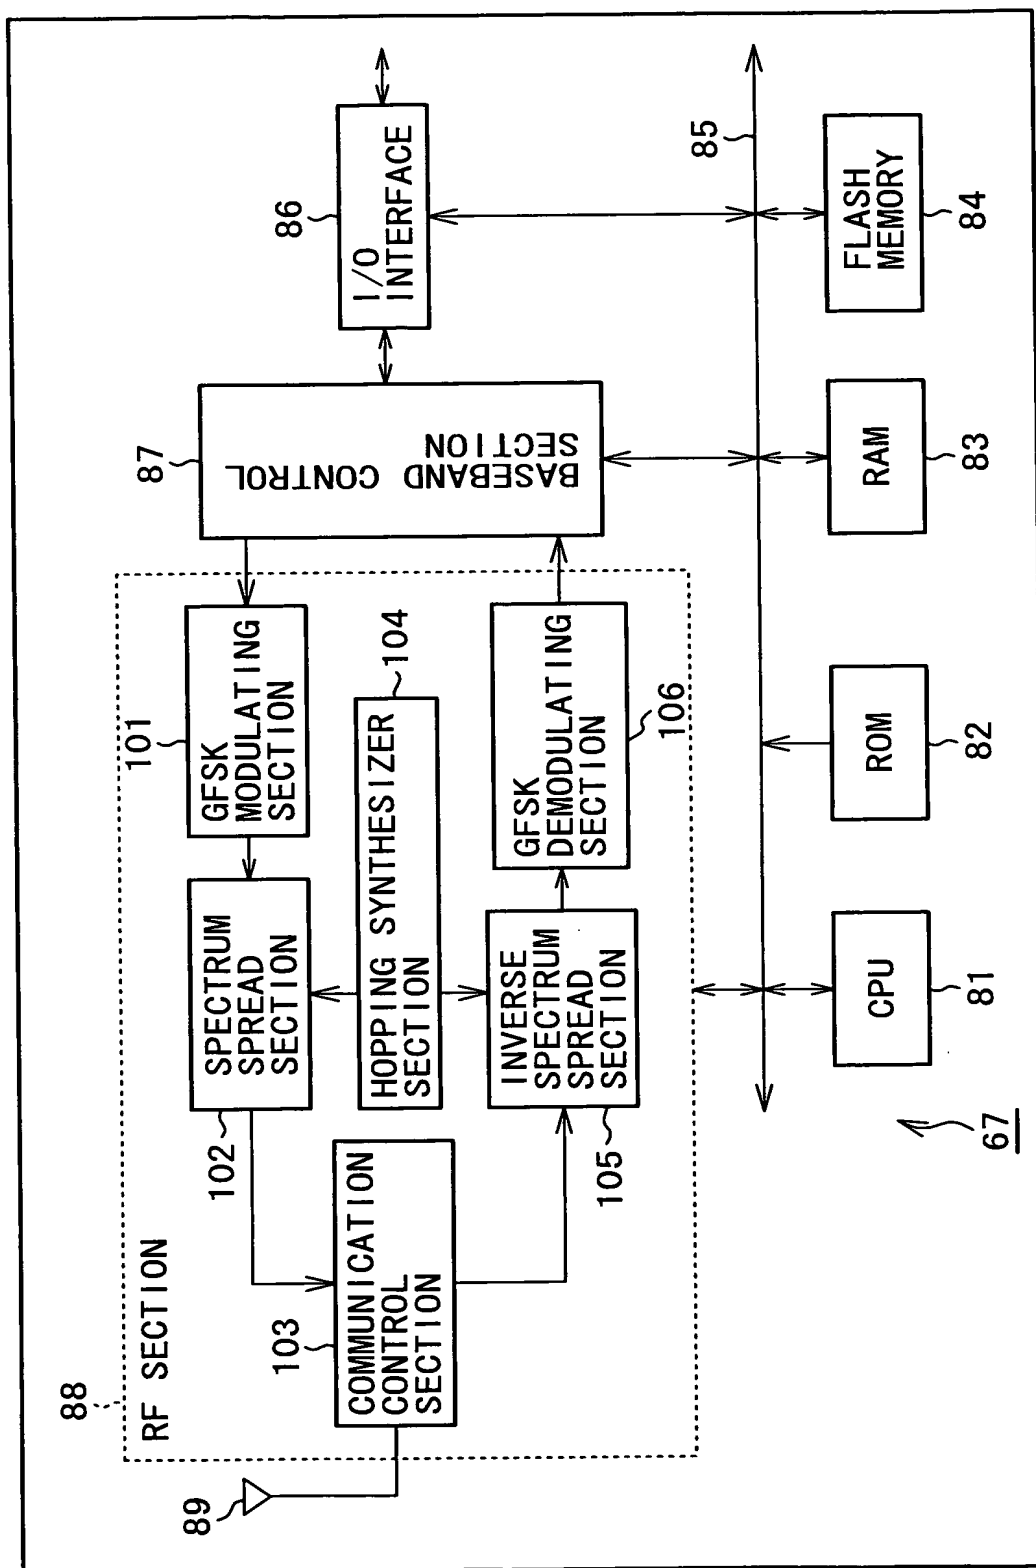 88
RF SECTION
89
103
COMMUNICATION
CONTROL
SECTION
102
SPECTRUM
SPREAD
SECTION
101
GFSK
MODULATING
SECTION
104
HOPPING SYNTHESIZER
SECTION
105
INVERSE
SPECTRUM
SPREAD
SECTION
106
GFSK
DEMODULATING
SECTION
87
BASEBAND CONTROL
SECTION
86
I/O
INTERFACE
85
67
CPU
81
ROM
82
RAM
83
FLASH
MEMORY
84